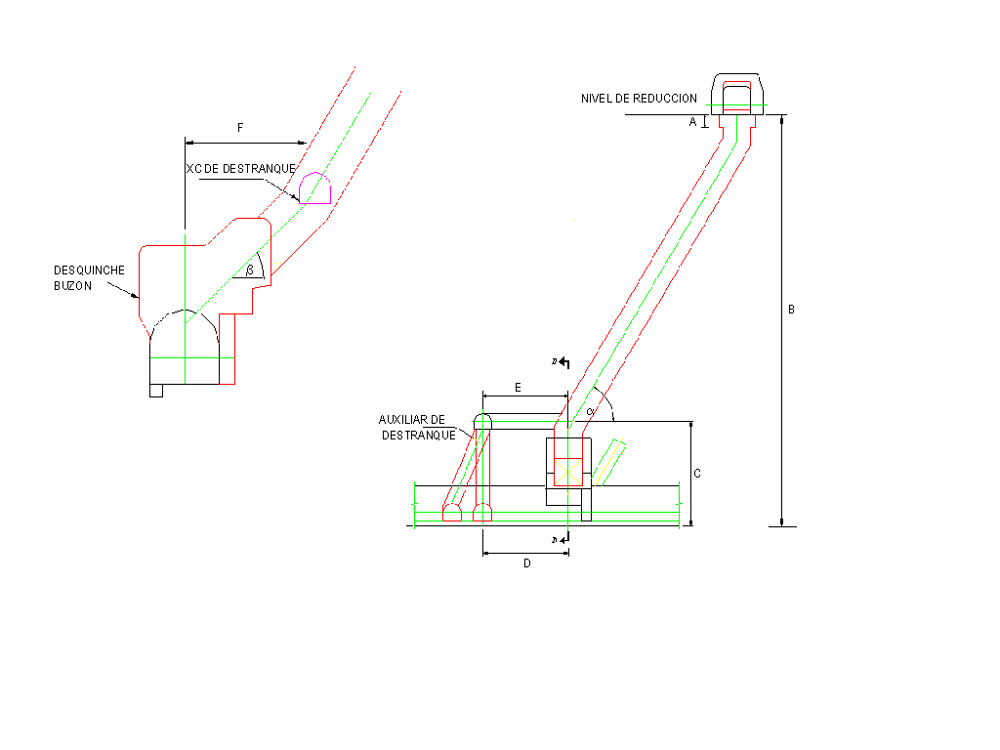 NIVEL DE REDUCCION
A
F
XC DE DESTRANQUE
DESQUINCHE
BUZON
β
B
D
E
α
AUXILIAR DE
DESTRANQUE
C
D
D